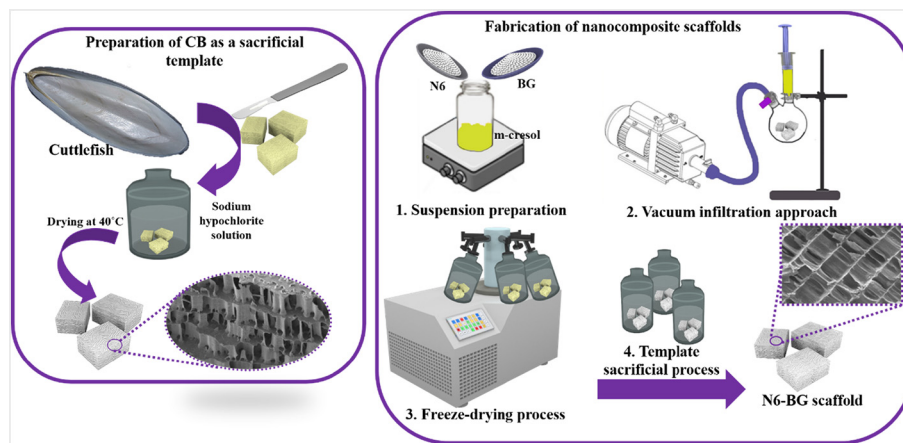 Preparation of CB as a sacrificial
template
Cuttlefish
Sodium
hypochlorite
solution
Drying at 40°C
Fabrication of nanocomposite scaffolds
N6
BG
m-cresol
1. Suspension preparation
2. Vacuum infiltration approach
3. Freeze-drying process
4. Template
sacrificial process
N6-BG scaffold